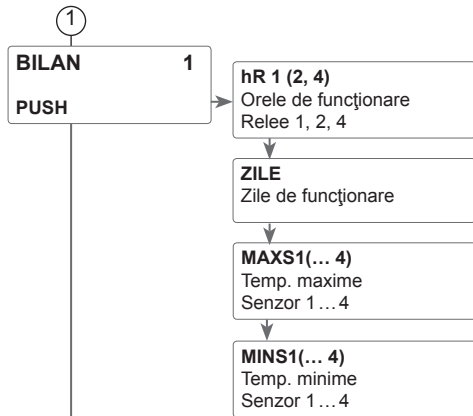 1
BILAN 1
PUSH
hR 1 (2, 4)
Orele de funcţionare
Relee 1, 2, 4
ZILE
Zile de funcţionare
MAXS1(… 4)
Temp. maxime
Senzor 1…4
MINS1(… 4)
Temp. minime
Senzor 1…4